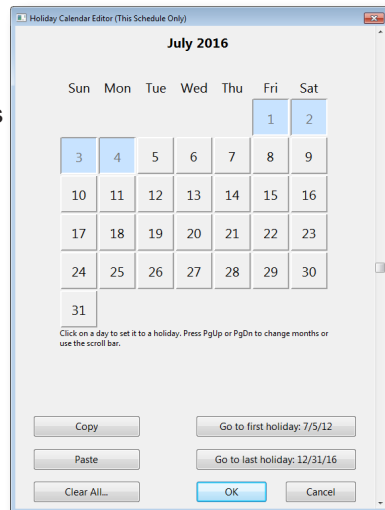 Holiday Calendar Editor (This Schedule Only)
July 2016
Sun Mon Tue Wed Thu Fri Sat
1 2
3 4 5 6 7 8 9
10 11 12 13 14 15 16
17 18 19 20 21 22 23
24 25 26 27 28 29 30
31
Click on a day to set it to a holiday. Press PgUp or PgDn to change months or
use the scroll bar.
Copy Go to first holiday: 7/5/12
Paste Go to last holiday: 12/31/16
Clear All... OK Cancel